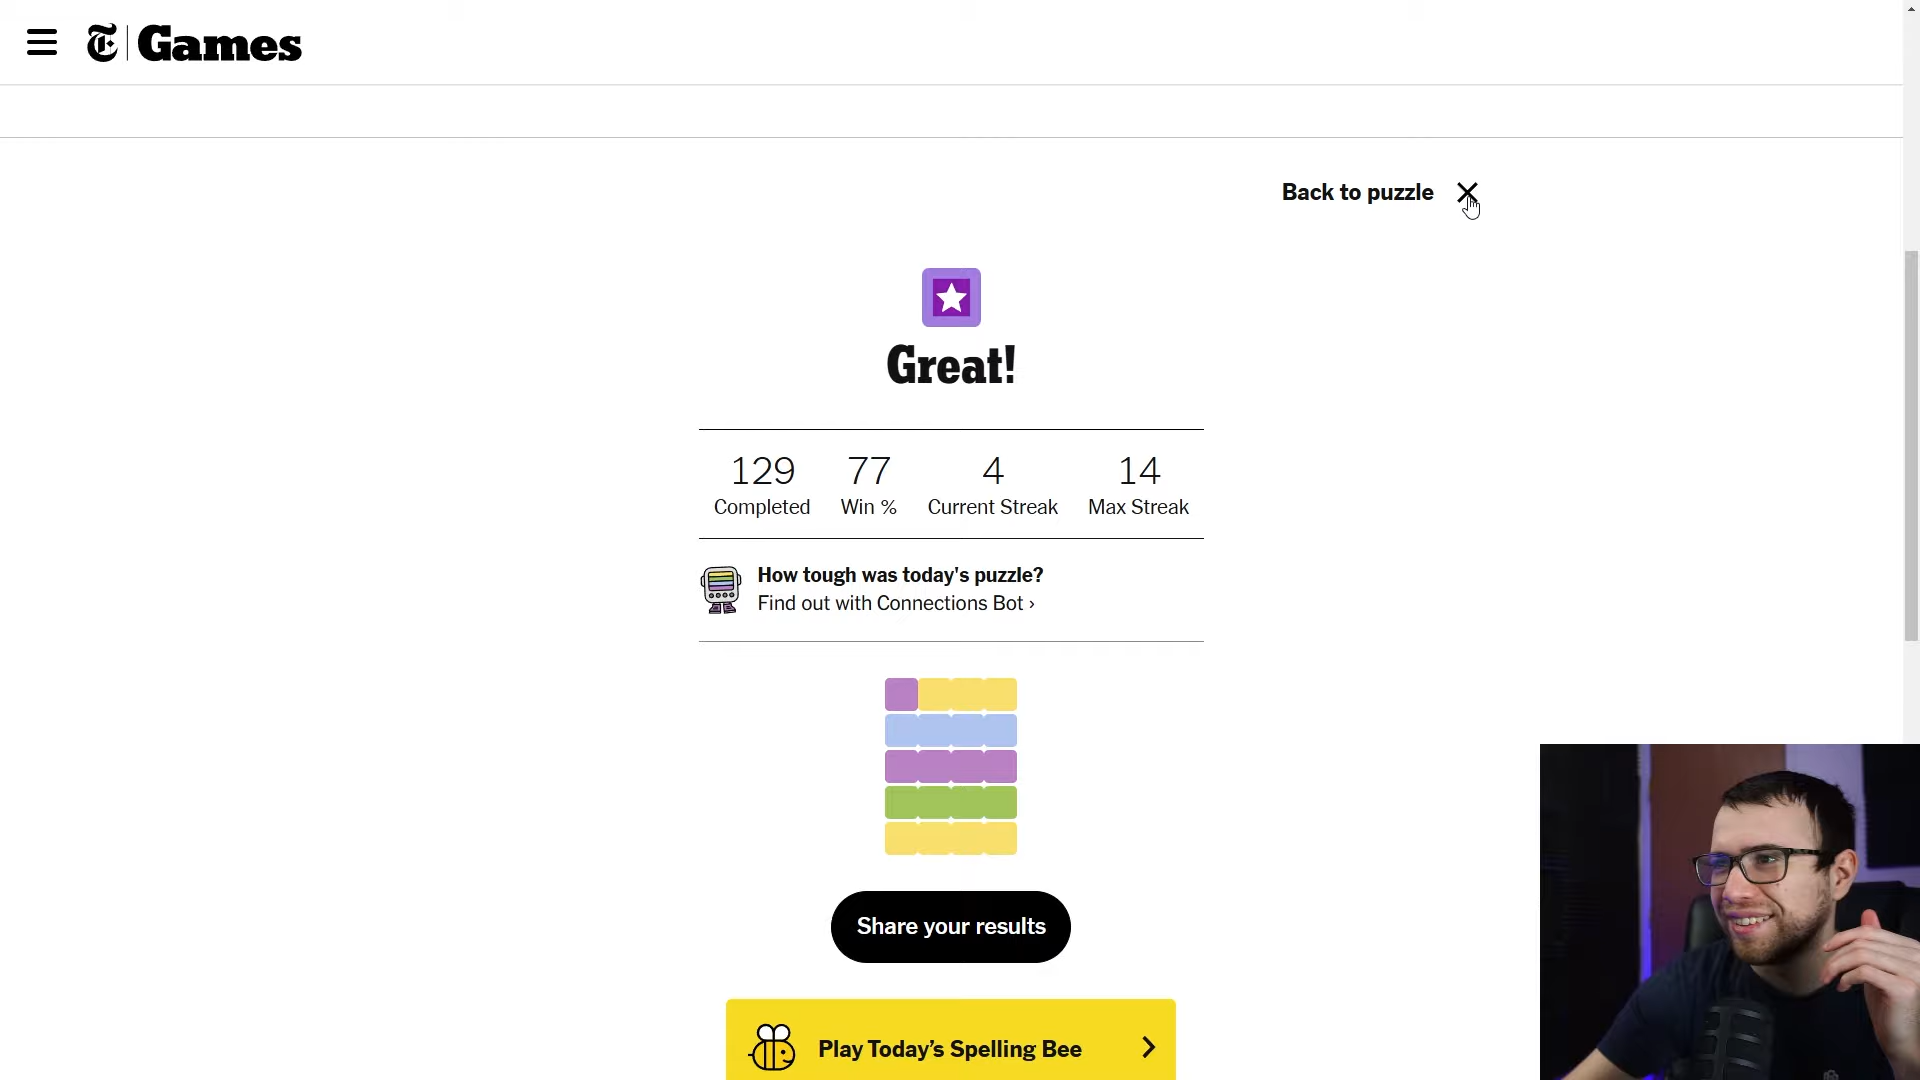 T Games
Back to puzzle
Great!
129 77 4 14
Completed Win % Current Streak Max Streak
How tough was today's puzzle?
Find out with Connections Bot ›
Share your results
Play Today’s Spelling Bee